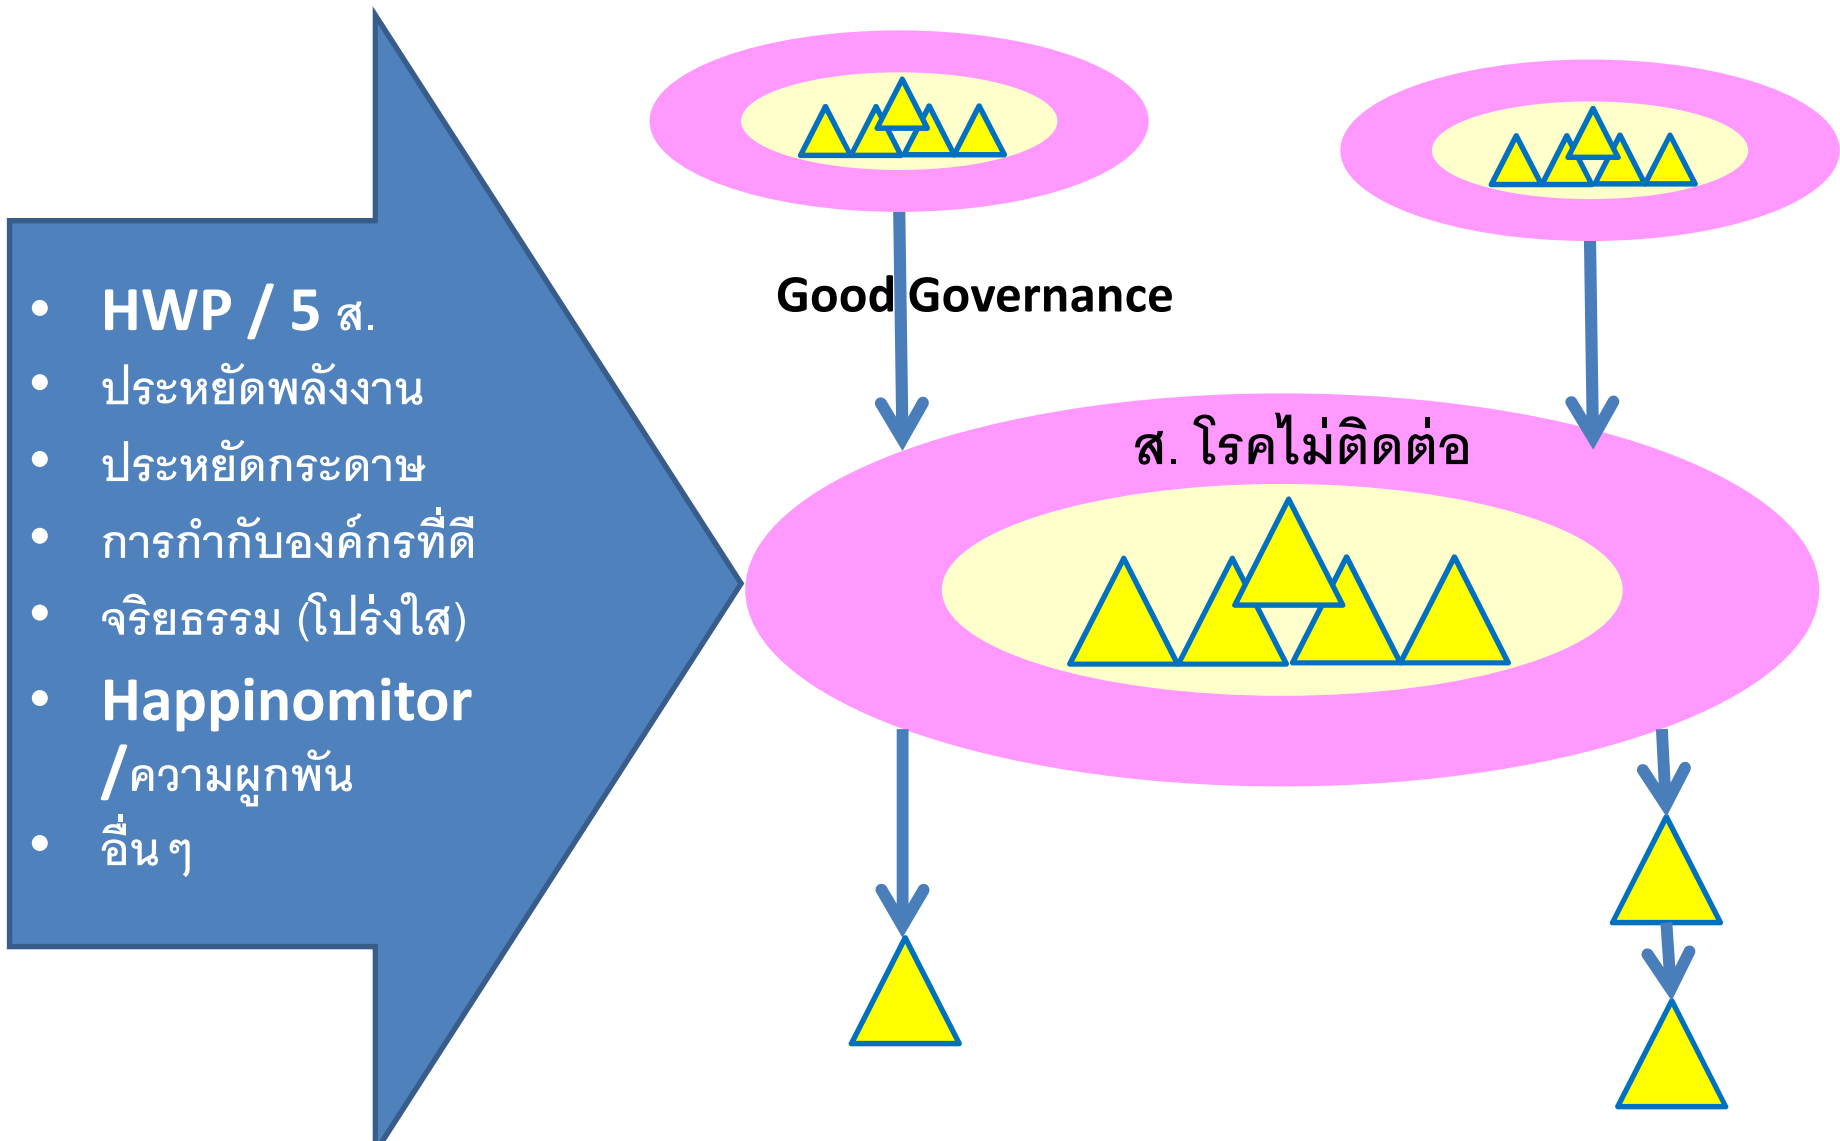 • HWP / 5 ส.
• ประหยัดพลังงาน
• ประหยัดกระดาษ
• การกำกับองค์กรที่ดี
• จริยธรรม (โปร่งใส)
• Happinomitor
/ความผูกพัน
• อื่น ๆ
Good Governance
ส. โรคไม่ติดต่อ